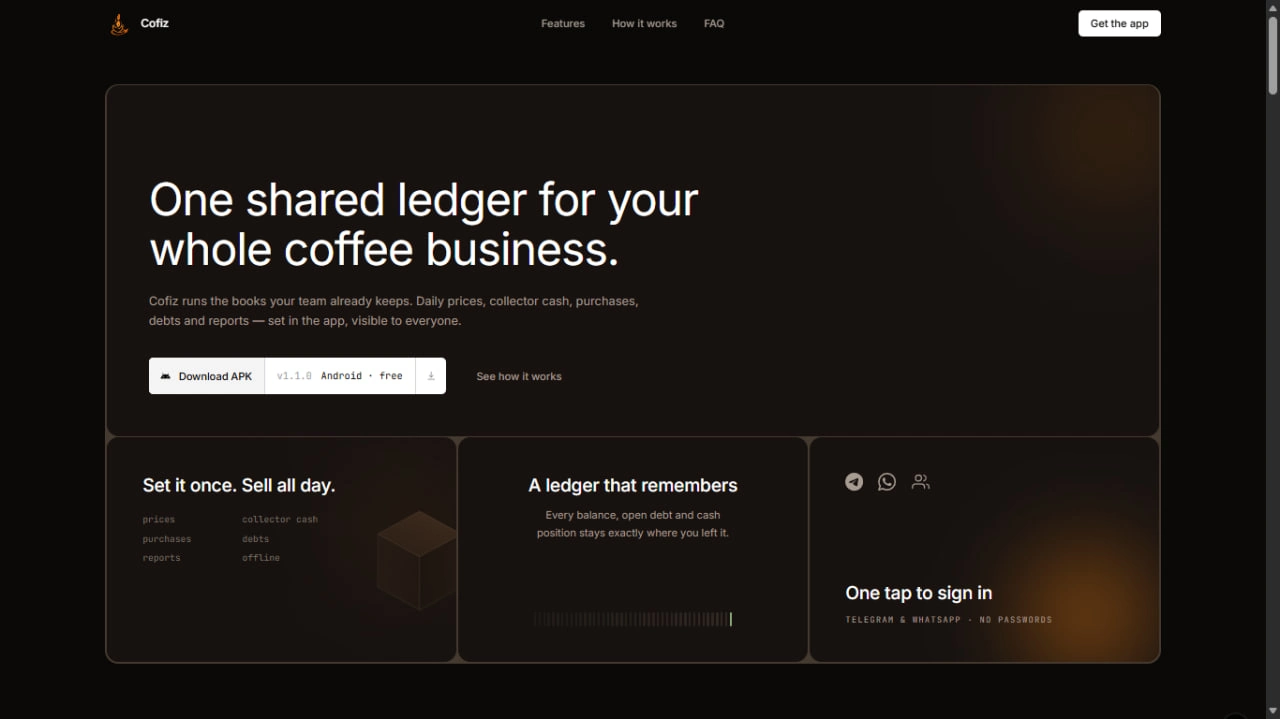 Cofiz
Features
How it works
FAQ
Get the app
One shared ledger for your
whole coffee business.
Cofiz runs the books your team already keeps. Daily prices, collector cash, purchases,
debts and reports — set in the app, visible to everyone.
Download APK
v1.1.0 Android · free
See how it works
Set it once. Sell all day.
prices
collector cash
purchases
debts
reports
offline
A ledger that remembers
Every balance, open debt and cash
position stays exactly where you left it.
One tap to sign in
TELEGRAM & WHATSAPP · NO PASSWORDS